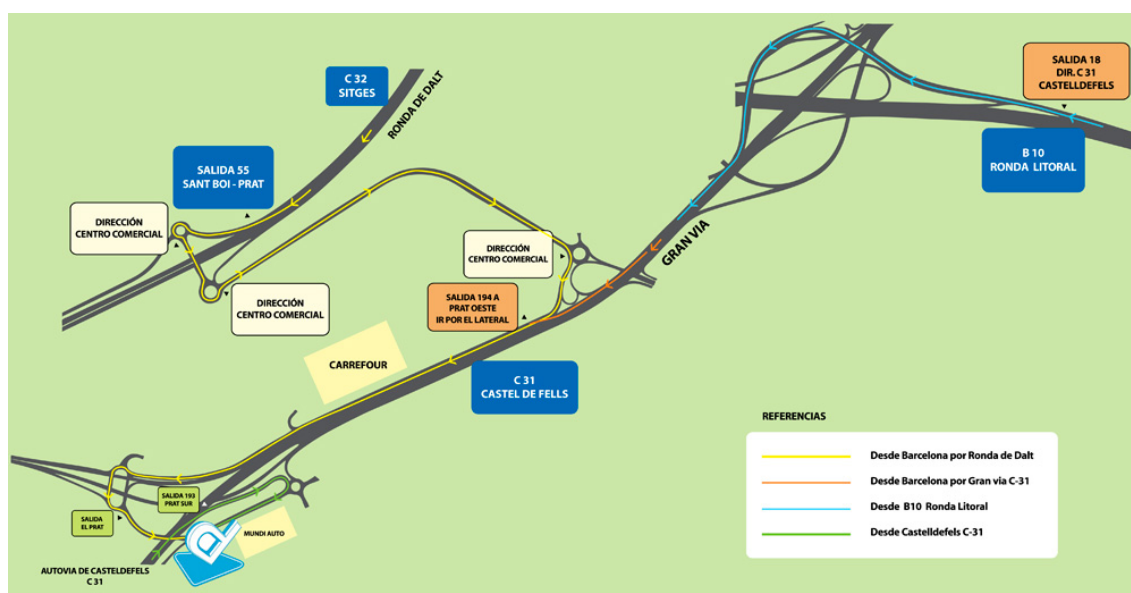 C 32
SITGES
RONDA DE DALT
SALIDA 18
DIR. C 31
CASTELLDEFELS
B 10
RONDA LITORAL
SALIDA 55
SANT BOI - PRAT
DIRECCIÓN
CENTRO COMERCIAL
DIRECCIÓN
CENTRO COMERCIAL
GRAN VIA
DIRECCIÓN
CENTRO COMERCIAL
SALIDA 194 A
PRAT OESTE
IR POR EL LATERAL
CARREFOUR
C 31
CASTEL DE FELLS
REFERENCIAS
Desde Barcelona por Ronda de Dalt
Desde Barcelona por Gran via C-31
Desde B10 Ronda Litoral
Desde Castelldefels C-31
SALIDA 193
PRAT SUR
SALIDA
EL PRAT
MUNDI AUTO
P
AUTOVIA DE CASTELDEFELS
C 31